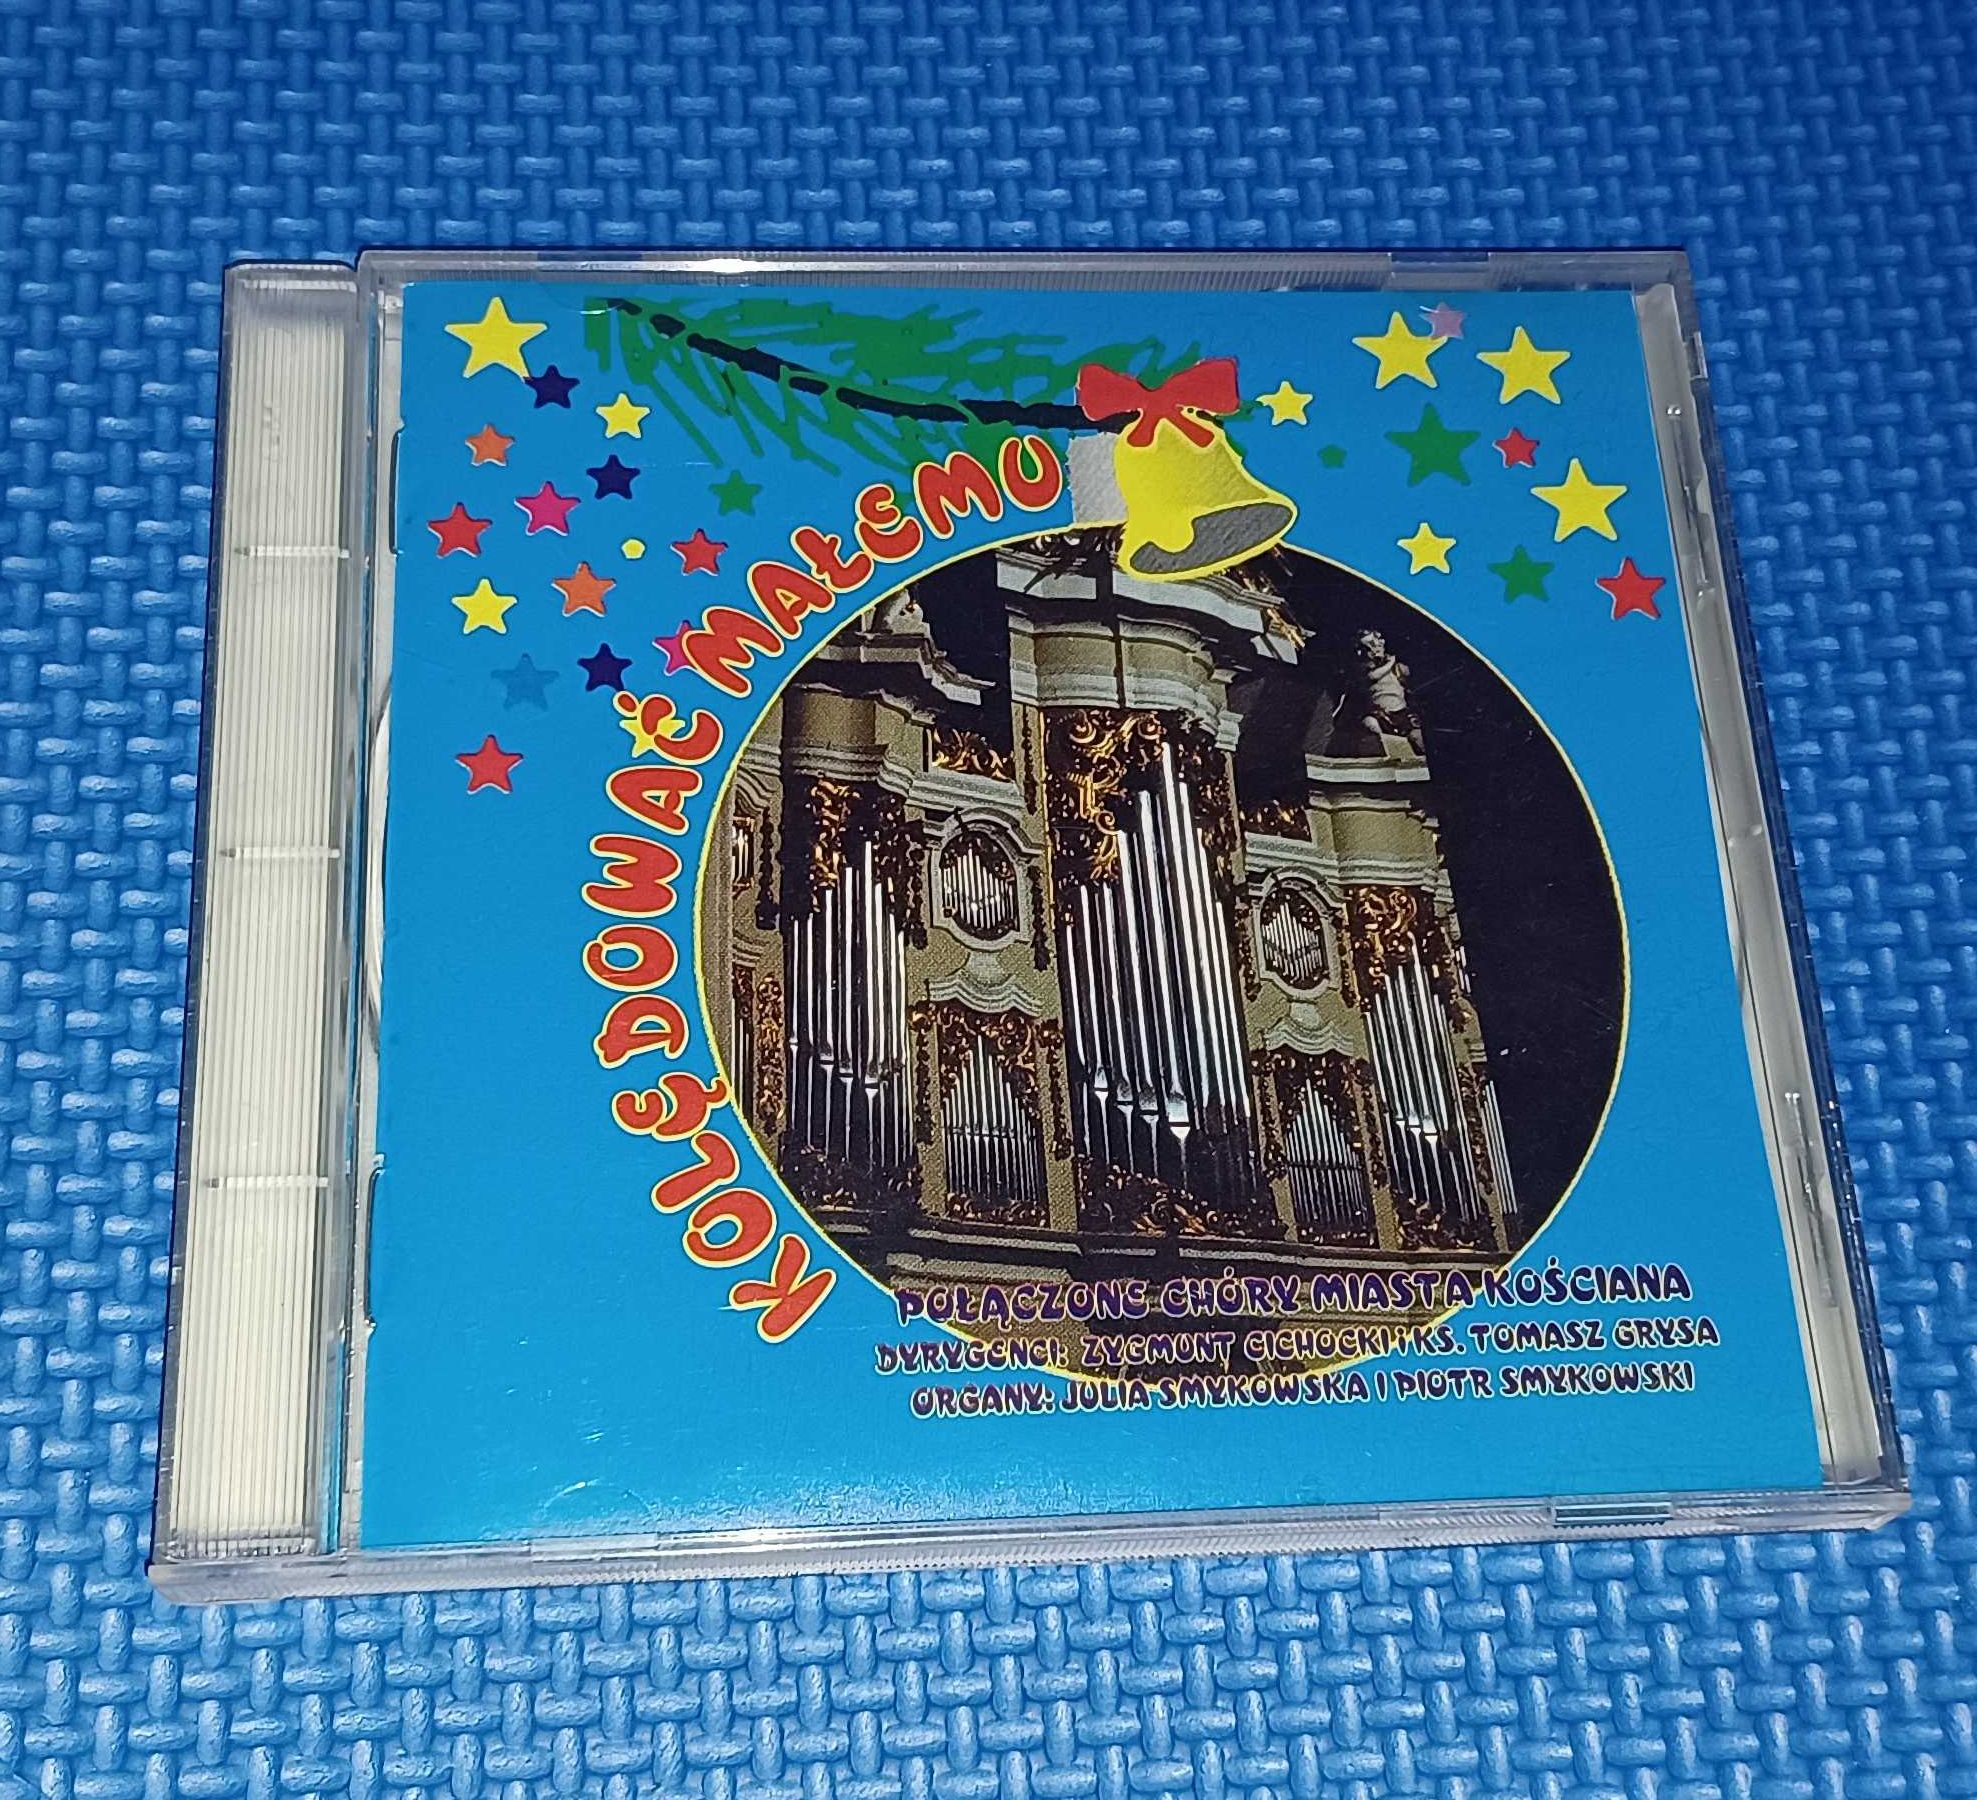 KOLĘDOWAĆ MAŁEMU
POŁĄCZONE CHÓRY MIASTA KOŚCIANA
DYRYGENCI: ZYGMUNT CICHOCKI i KS. TOMASZ GRYSA
ORGANY: JULIA SMYKOWSKA I PIOTR SMYKOWSKI